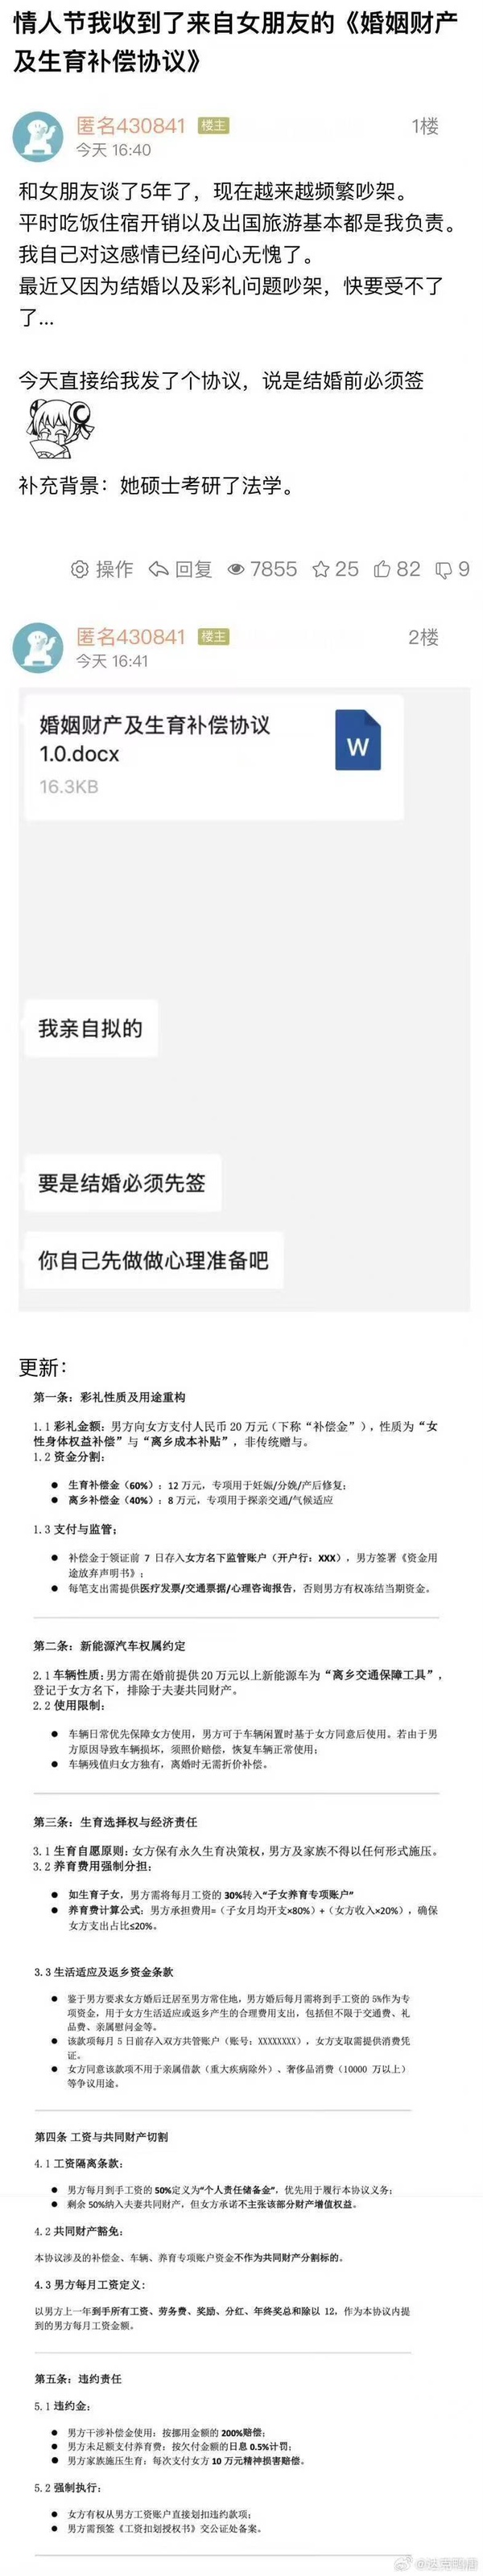 情人节我收到了来自女朋友的《婚姻财产
及生育补偿协议》
匿名430841 楼主 1楼
今天 16:40
和女朋友谈了5年了，现在越来越频繁吵架。
平时吃饭住宿开销以及出国旅游基本都是我负责。
我自己对这感情已经问心无愧了。
最近又因为结婚以及彩礼问题吵架，快要受不了
了...
今天直接给我发了个协议，说是结婚前必须签
补充背景：她硕士考研了法学。
操作 回复 7855 25 82 9
匿名430841 楼主 2楼
今天 16:41
婚姻财产及生育补偿协议
1.0.docx
W
16.3KB
我亲自拟的
要是结婚必须先签
你自己先做做心理准备吧
更新：
第一条：彩礼性质及用途重构
1.1 彩礼金额：男方向女方支付人民币 20 万元（下称“补偿金”），性质为“女
性身体权益补偿”与“离乡成本补贴”，非传统赠与。
1.2 资金分割：
● 生育补偿金（60%）：12 万元，专项用于妊娠/分娩/产后修复；
● 离乡补偿金（40%）：8 万元，专项用于探亲交通/气候适应
1.3 支付与监管；
● 补偿金于领证前 7 日存入女方名下监管账户（开户行：XXX），男方签署《资金用
途放弃声明书》；
● 每笔支出需提供医疗发票/交通票据/心理咨询报告，否则男方有权冻结当期资金。
第二条：新能源汽车权属约定
2.1 车辆性质：男方需在婚前提供 20 万元以上新能源车为“离乡交通保障工具”，
登记于女方名下，排除于夫妻共同财产。
2.2 使用限制：
● 车辆日常优先保障女方使用，男方可于车辆闲置时基于女方同意后使用。若由于男
方原因导致车辆损坏，须照价赔偿，恢复车辆正常使用；
● 车辆残值归女方独有，离婚时无需折价补偿。
第三条：生育选择权与经济责任
3.1 生育自愿原则：女方保有永久生育决策权，男方及家族不得以任何形式施压。
3.2 养育费用强制分担：
● 如生育子女，男方需将每月工资的 30%转入“子女养育专项账户”
● 养育费计算公式：男方承担费用=（子女月均开支×80%）+（女方收入×20%），确保
女方支出占比≤20%。
3.3 生活适应及返乡资金条款
● 鉴于男方要求女方婚后迁居至男方常住地，男方婚后每月需将到手工资的 5%作为专
项资金，用于女方生活适应或返乡产生的合理费用支出，包括但不限于交通费、礼
品费、亲属慰问金等。
● 该款项每月 5 日前存入双方共管账户（账号：XXXXXXXX），女方支取需提供消费凭
证。
● 女方同意该款项不用于亲属借款（重大疾病除外）、奢侈品消费（10000 万以上）
等争议用途。
第四条 工资与共同财产切割
4.1 工资隔离条款：
● 男方每月到手工资的 50%定义为“个人责任储备金”，优先用于履行本协议义务；
● 剩余 50%纳入夫妻共同财产，但女方承诺不主张该部分财产增值权益。
4.2 共同财产豁免：
本协议涉及的补偿金、车辆、养育专项账户资金不作为共同财产分割标的。
4.3 男方每月工资定义：
以男方上一年到手所有工资、劳务费、奖励、分红、年终奖总和除以 12，作为本协议内提
到的男方每月工资金额。
第五条：违约责任
5.1 违约金：
● 男方干涉补偿金使用：按挪用金额的 200%赔偿；
● 男方未足额支付养育费：按欠付金额的日息 0.5%计罚；
● 男方家族施压生育：每次支付女方 10 万元精神损害赔偿。
5.2 强制执行：
● 女方有权从男方工资账户直接划扣违约款项；
● 男方需预签《工资扣划授权书》交公证处备案。